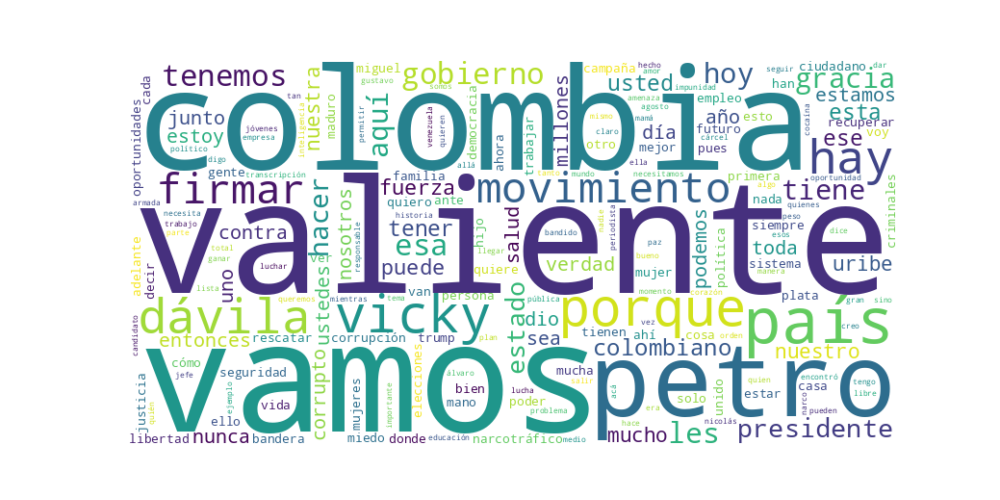 colombia
valiente
vamos
petro
país
porque
vicky
dávila
movimiento
hay
firmar
tenemos
gobierno
aquí
nuestra
hoy
usted
gracia
esta
estamos
ciudadano
han
campaña
miguel
gustavo
somos
cada
oportunidades
junto
estoy
gente
político
digo
transcripción
jóvenes
empresa
tan
inteligencia
maduro
permitir
venezuela
quieren
democracia
allá
ahora
trabajar
millones
otro
empleo
claro
cárcel
mismo
amenaza
agosto
mamá
impunidad
hecho
amor
seguir
dar
año
futuro
esto
día
mejor
pues
ella
mundo
necesitamos
primera
cocaína
ese
recuperar
voy
oportunidad
algo
quienes
tiene
nada
siempre
toda
sistema
peso
esos
dice
manera
uribe
criminales
armada
necesita
trabajo
parte
adelante
decir
contra
uno
total
ganar
luchar
lista
hacer
ustedes
ser
nosotros
responsable
familia
fuerza
quiero
ante
historia
tener
esa
puede
hijo
llegar
quiere
salud
bandido
nadie
periodista
paz
bueno
verdad
mujer
podemos
política
plata
candidato
entonces
queremos
mientras
tema
van
persona
estado
dio
pública
sea
momento
corazón
tienen
ahí
vez
cosa
gran
sino
creo
colombiano
nuestro
rescatar
corrupción
trump
plan
cómo
jefe
seguridad
corrupto
álvaro
elecciones
bien
lucha
mucha
orden
acá
quien
encontró
tengo
casa
narco
libre
justicia
quién
ejemplo
vida
ello
mujeres
importante
mano
poder
problema
salir
solo
unido
estar
era
pueden
libertad
nunca
bandera
miedo
donde
educación
narcotráfico
medio
mucho
hace
les
nicolás
presidente